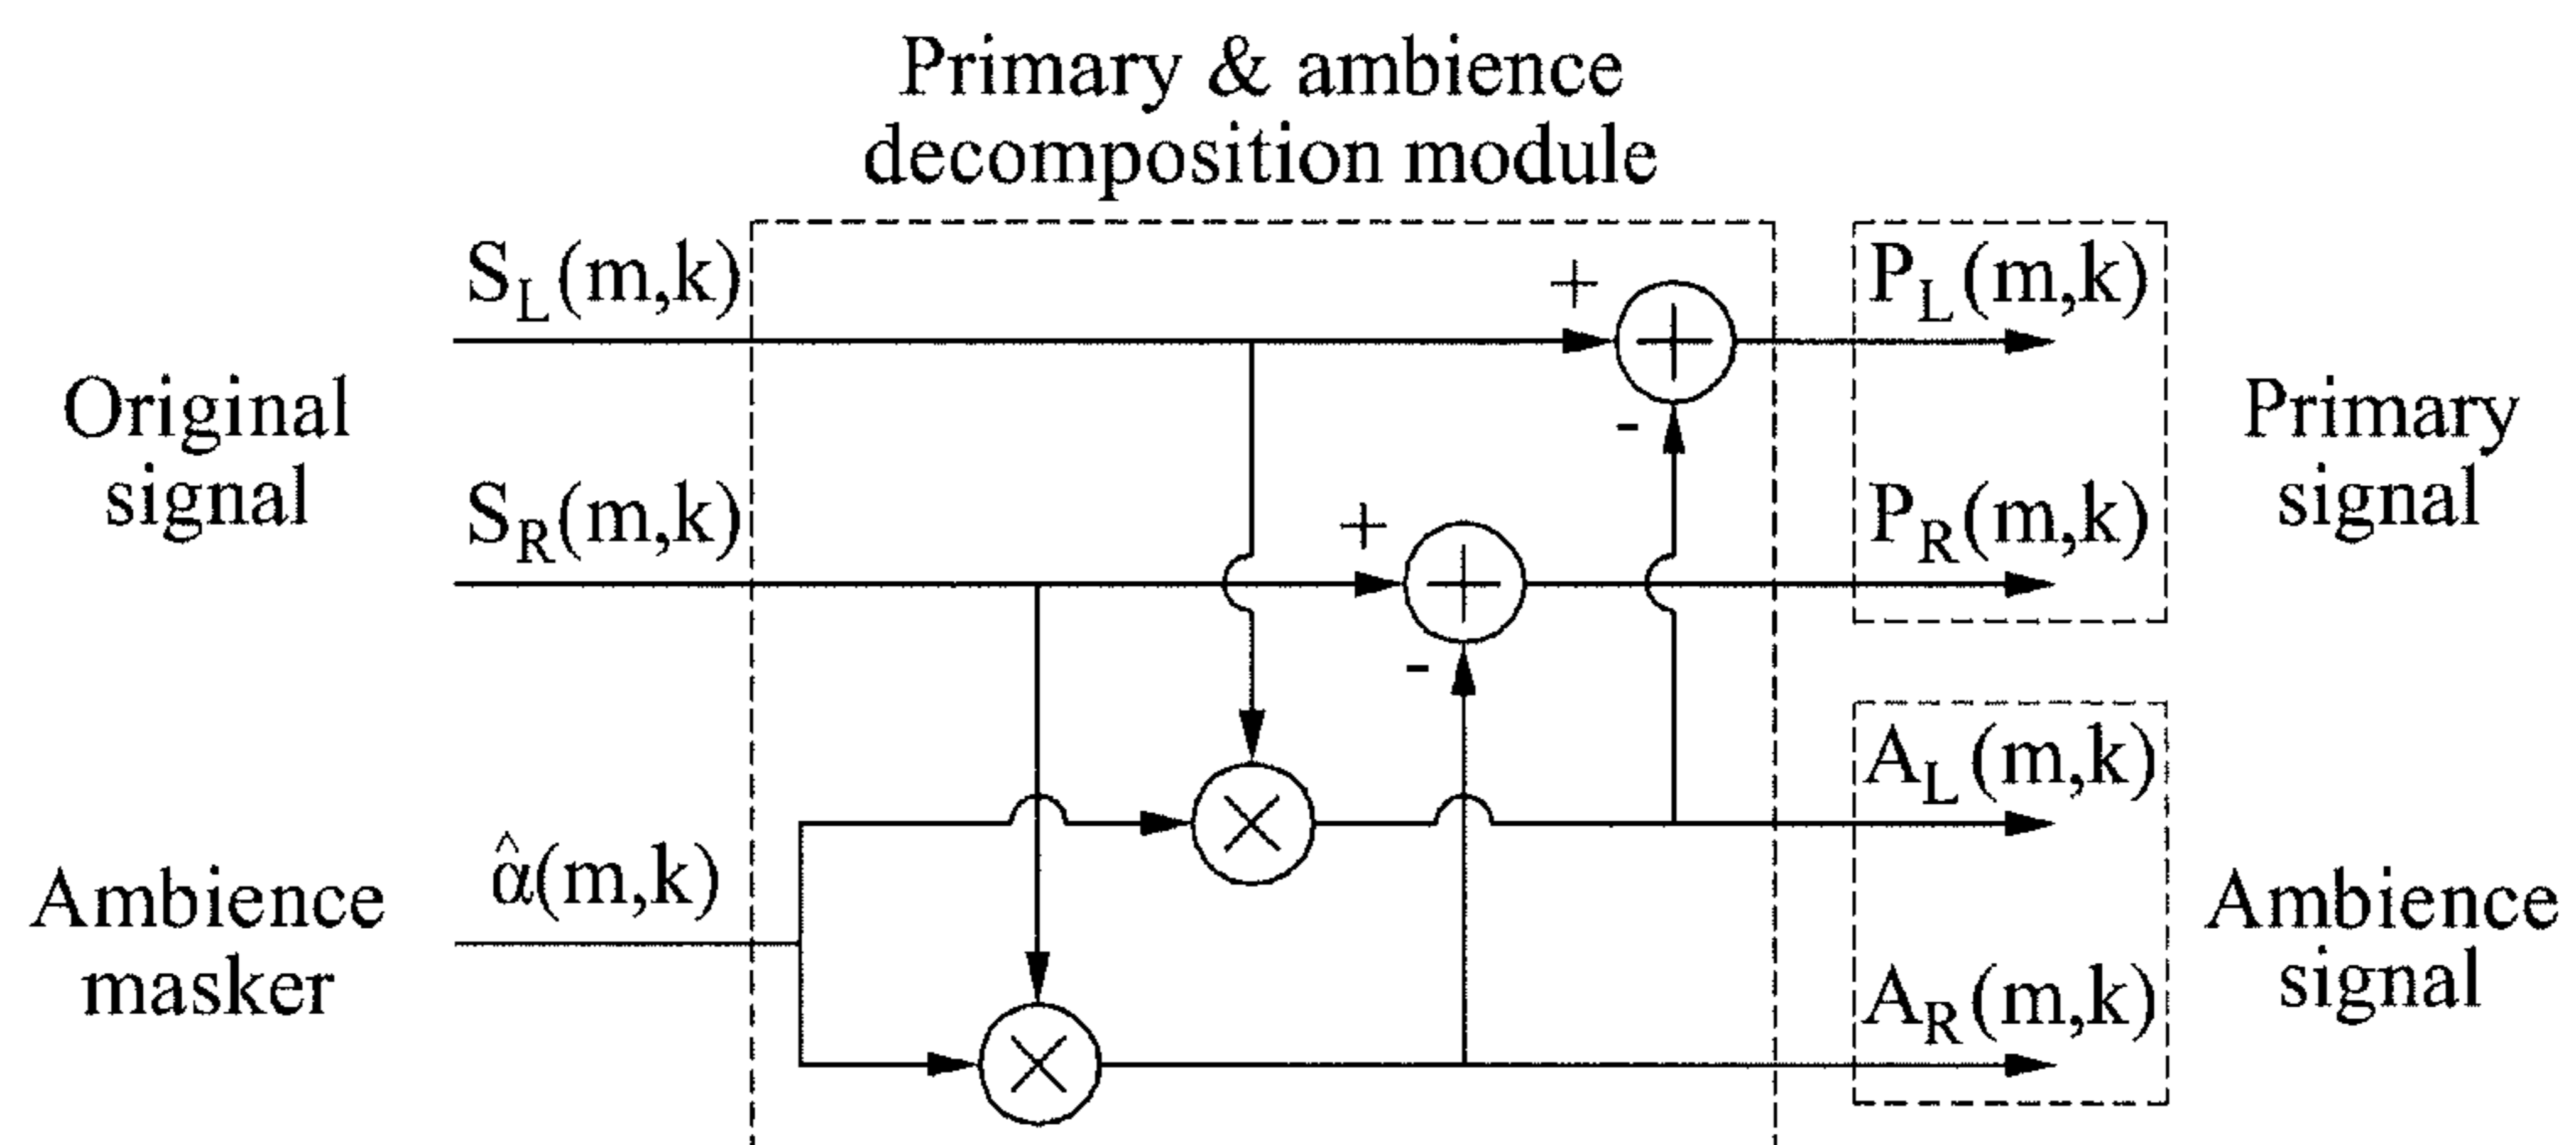 Primary & ambience
decomposition module
S_L(m,k)
P_L(m,k)
+
-
Original
signal
Primary
signal
S_R(m,k)
P_R(m,k)
+
-
A_L(m,k)
α̂(m,k)
Ambience
masker
Ambience
signal
A_R(m,k)